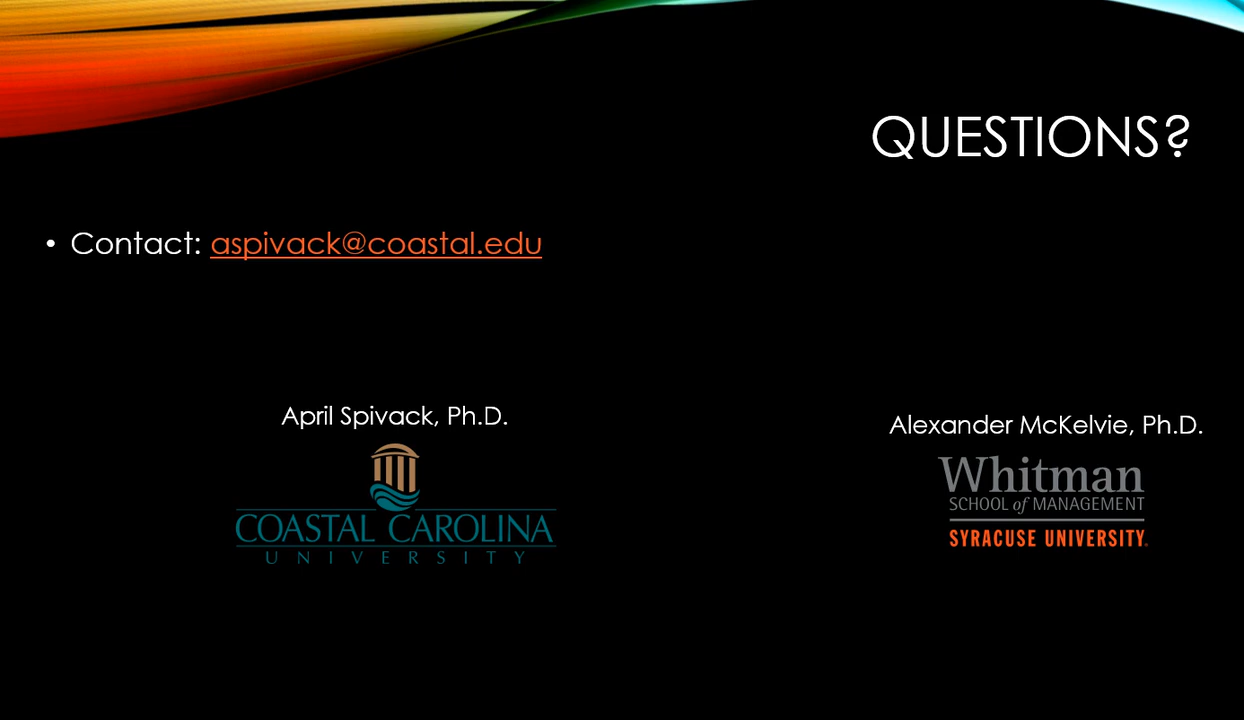 QUESTIONS?
• Contact: aspivack@coastal.edu
April Spivack, Ph.D.
COASTAL CAROLINA
UNIVERSITY
Alexander McKelvie, Ph.D.
Whitman
SCHOOL of MANAGEMENT
SYRACUSE UNIVERSITY.